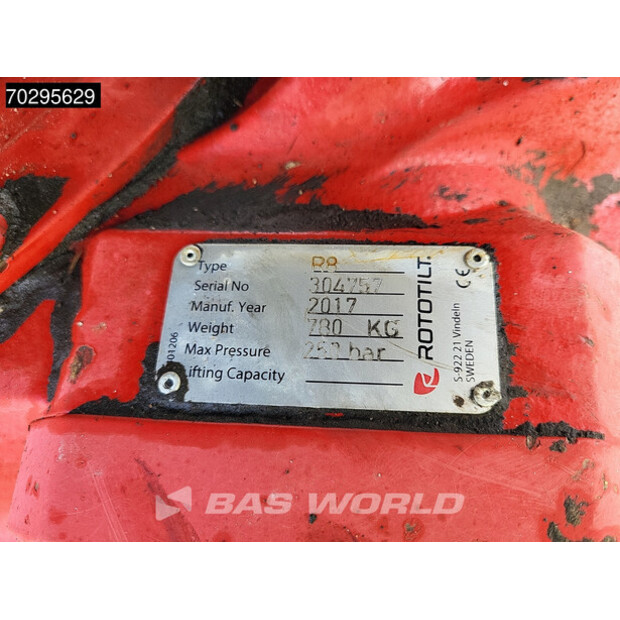 70295629
Type R8
Serial No 304757
Manuf. Year 2017
Weight 780 KG
Max Pressure bar
Lifting Capacity
01206
ROTOTILT.
CE
S-922 21 Vindeln
SWEDEN
BAS WORLD